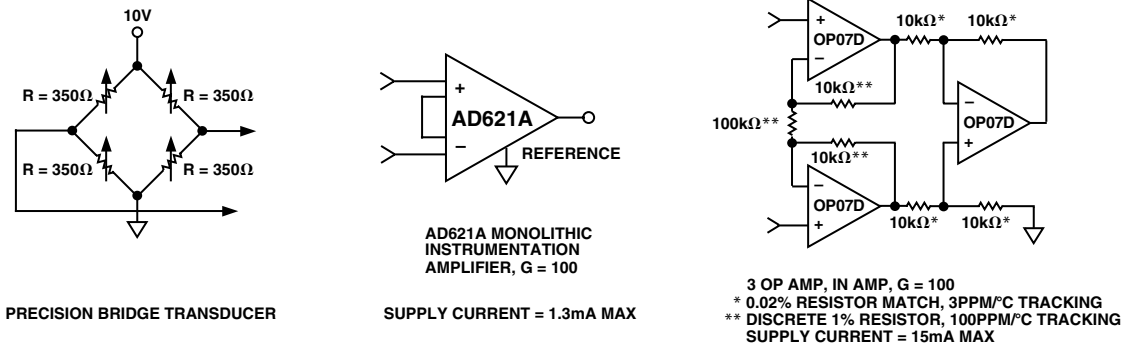 10V
R = 350Ω
R = 350Ω
R = 350Ω
R = 350Ω
PRECISION BRIDGE TRANSDUCER
+
AD621A
−
REFERENCE
AD621A MONOLITHIC
INSTRUMENTATION
AMPLIFIER, G = 100
SUPPLY CURRENT = 1.3mA MAX
+
OP07D
−
10kΩ*
10kΩ*
10kΩ**
100kΩ**
10kΩ**
−
OP07D
+
−
OP07D
+
10kΩ*
10kΩ*
3 OP AMP, IN AMP, G = 100
* 0.02% RESISTOR MATCH, 3PPM/°C TRACKING
** DISCRETE 1% RESISTOR, 100PPM/°C TRACKING
SUPPLY CURRENT = 15mA MAX